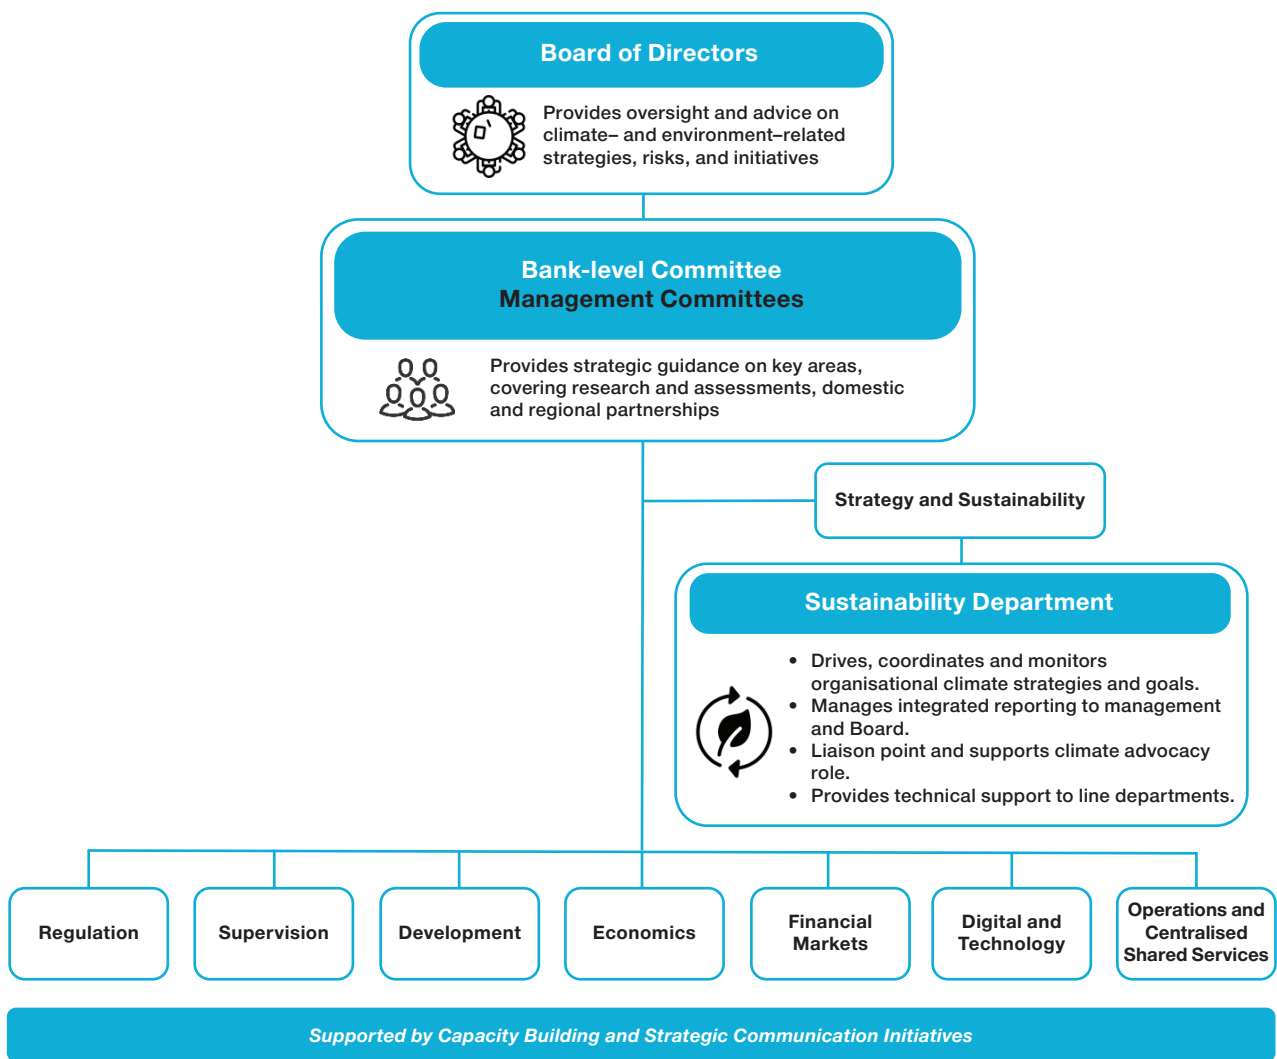 Board of Directors
Provides oversight and advice on
climate– and environment–related
strategies, risks, and initiatives
Bank-level Committee
Management Committees
Provides strategic guidance on key areas,
covering research and assessments, domestic
and regional partnerships
Strategy and Sustainability
Sustainability Department
• Drives, coordinates and monitors
organisational climate strategies and goals.
• Manages integrated reporting to management
and Board.
• Liaison point and supports climate advocacy
role.
• Provides technical support to line departments.
Regulation
Supervision
Development
Economics
Financial
Markets
Digital and
Technology
Operations and
Centralised
Shared Services
Supported by Capacity Building and Strategic Communication Initiatives